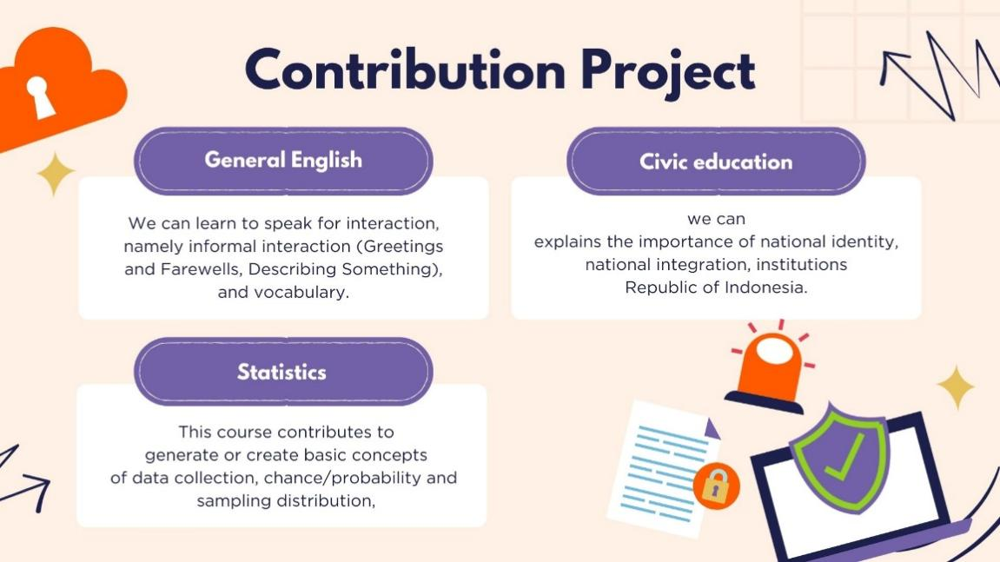 Contribution Project
General English
We can learn to speak for interaction,
namely informal interaction (Greetings
and Farewells, Describing Something),
and vocabulary.
Civic education
we can
explains the importance of national identity,
national integration, institutions
Republic of Indonesia.
Statistics
This course contributes to
generate or create basic concepts
of data collection, chance/probability and
sampling distribution,